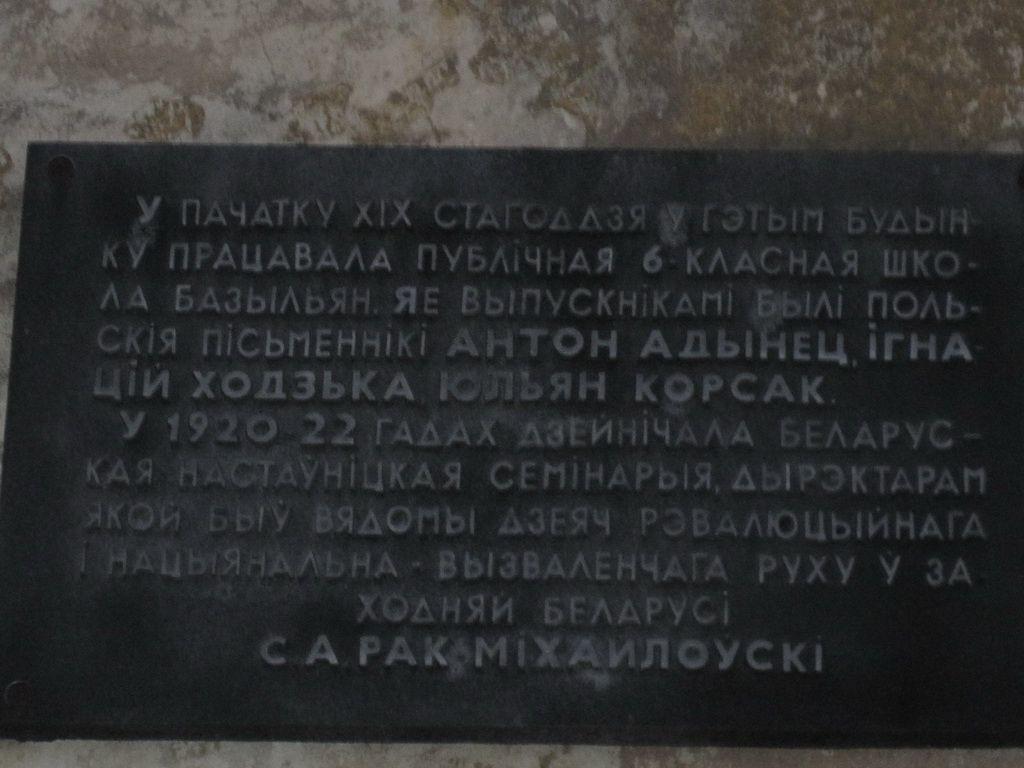 У ПАЧАТКУ XIX СТАГОДДЗЯ Ў ГЭТЫМ БУДЫН-
КУ ПРАЦАВАЛА ПУБЛІЧНАЯ 6-КЛАСНАЯ ШКО-
ЛА БАЗЫЛЬЯН. ЯЕ ВЫПУСКНІКАМІ БЫЛІ ПОЛЬ-
СКІЯ ПІСЬМЕННІКІ АНТОН АДЫНЕЦ, ІГНА-
ЦІЙ ХОДЗЬКА, ЮЛЬЯН КОРСАК.
У 1920-22 ГАДАХ ДЗЕЙНІЧАЛА БЕЛАРУС-
КАЯ НАСТАЎНІЦКАЯ СЕМІНАРЫЯ, ДЫРЭКТАРАМ
ЯКОЙ БЫЎ ВЯДОМЫ ДЗЕЯЧ РЭВАЛЮЦЫЙНАГА
І НАЦЫЯНАЛЬНА-ВЫЗВАЛЕНЧАГА РУХУ Ў ЗА-
ХОДНЯЙ БЕЛАРУСІ
С.А. РАК-МІХАЙЛОЎСКІ